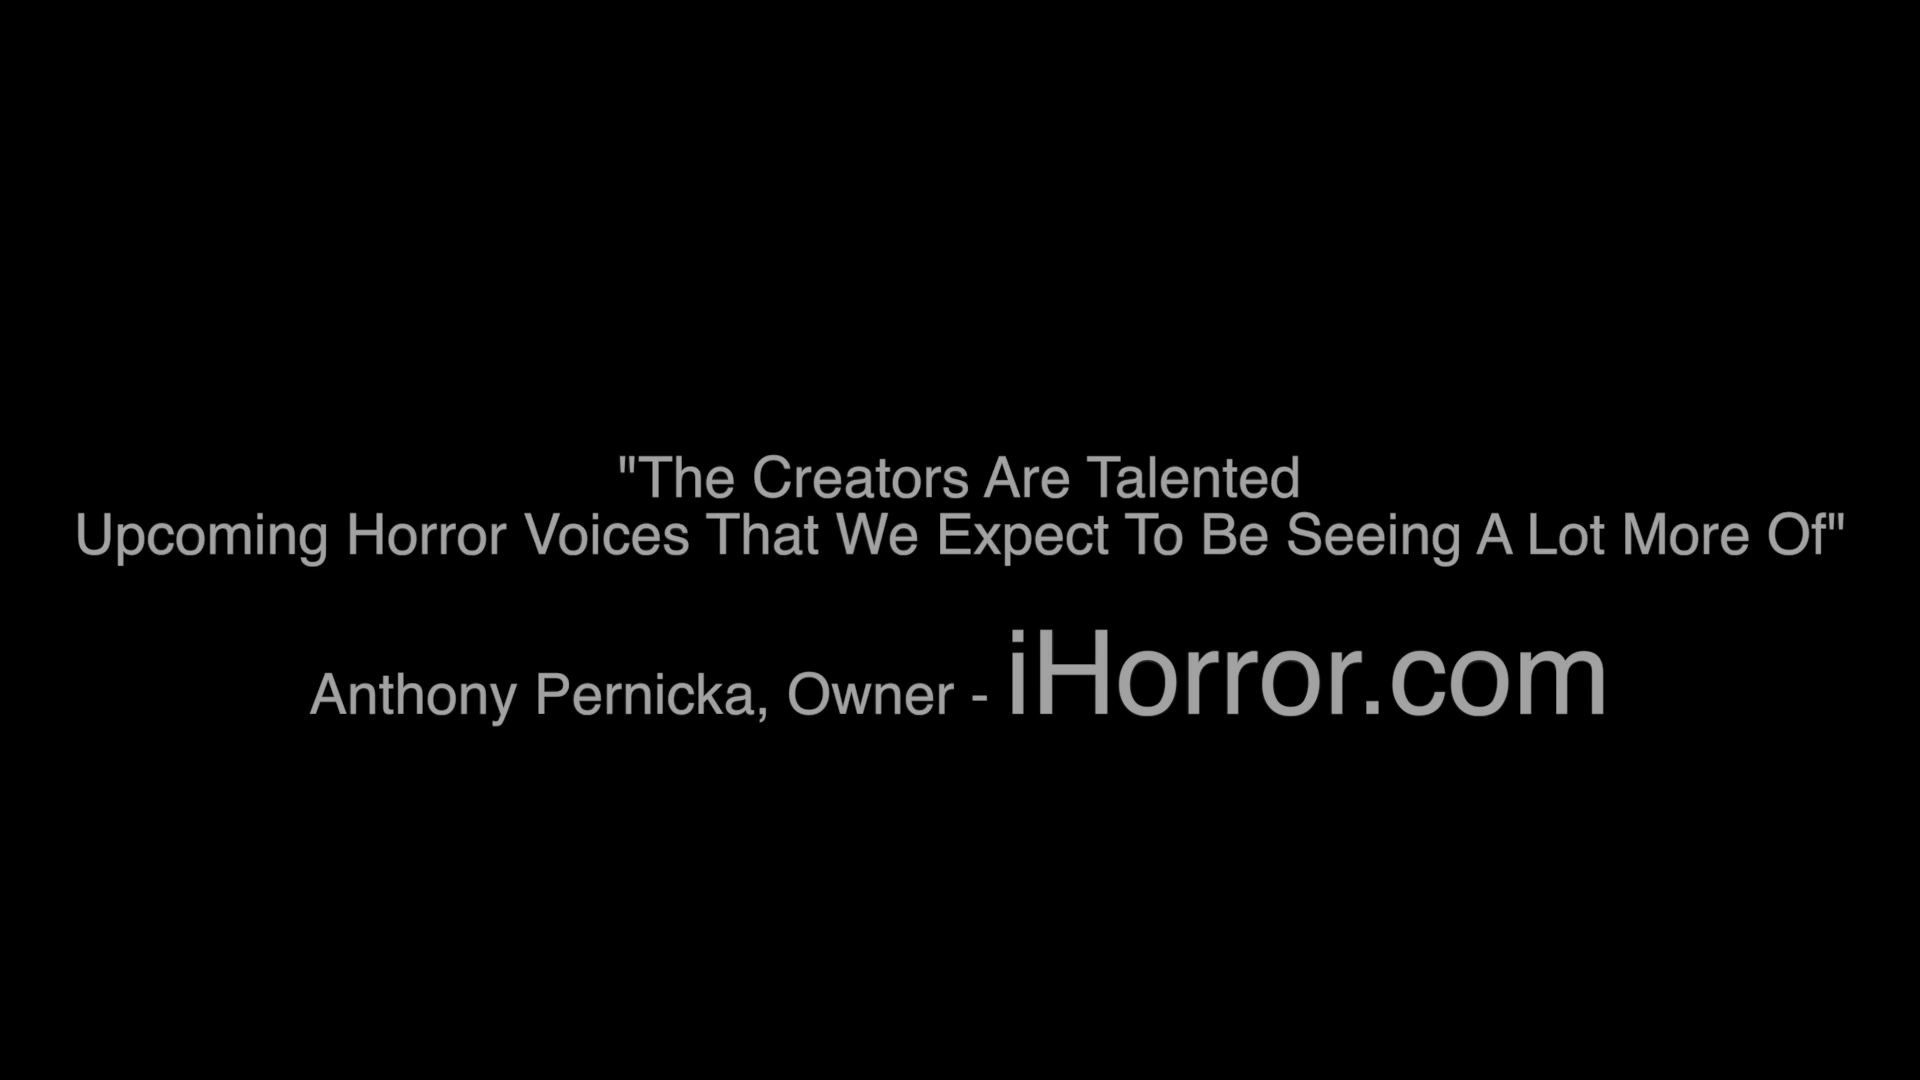 "The Creators Are Talented
Upcoming Horror Voices That We Expect To Be Seeing A Lot More Of"
Anthony Pernicka, Owner - iHorror.com